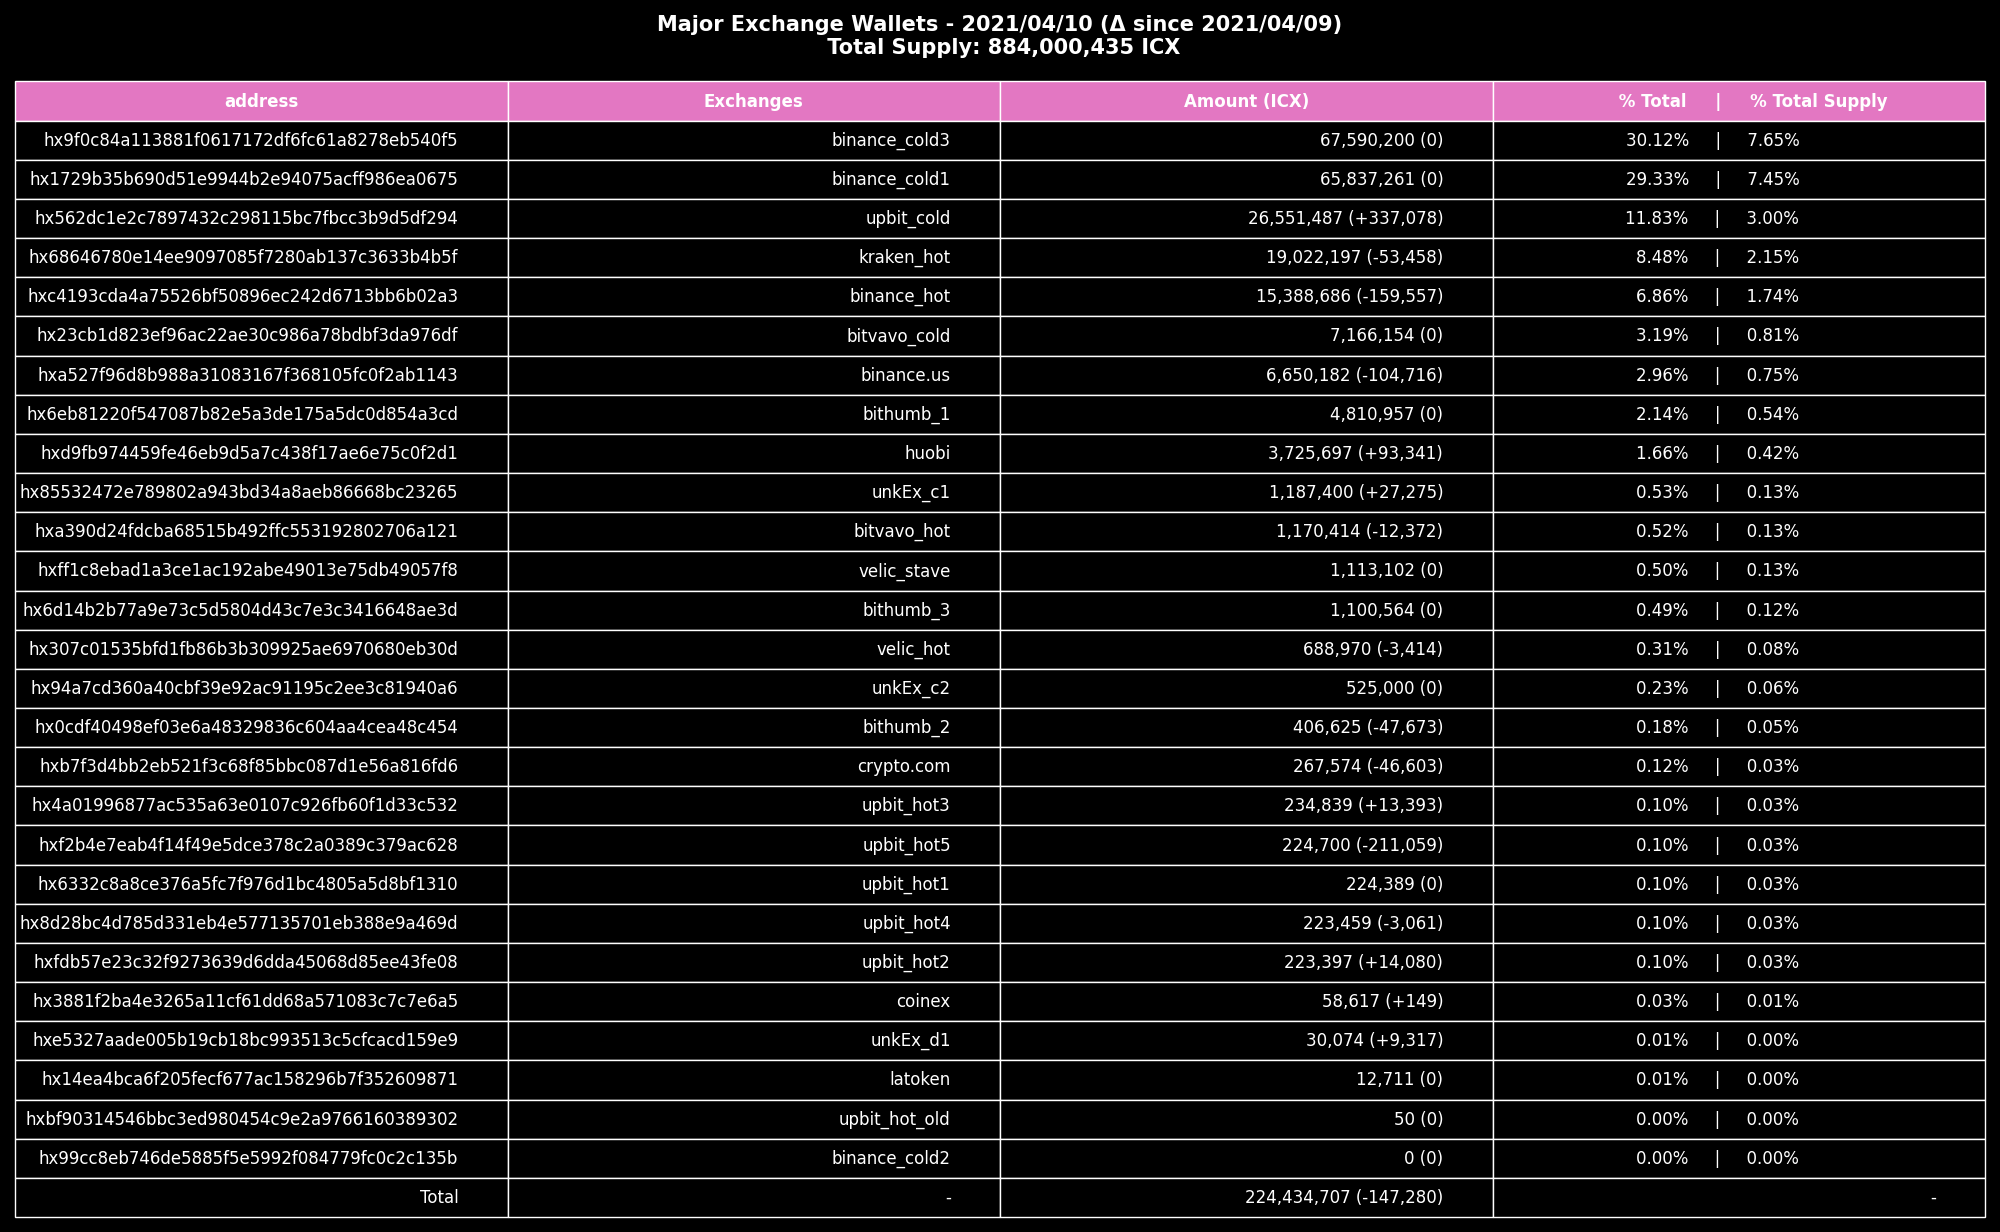 Major Exchange Wallets - 2021/04/10 (Δ since 2021/04/09)
Total Supply: 884,000,435 ICX
address Exchanges Amount (ICX) % Total | % Total Supply
hx9f0c84a113881f0617172df6fc61a8278eb540f5 binance_cold3 67,590,200 (0) 30.12% | 7.65%
hx1729b35b690d51e9944b2e94075acff986ea0675 binance_cold1 65,837,261 (0) 29.33% | 7.45%
hx562dc1e2c7897432c298115bc7fbcc3b9d5df294 upbit_cold 26,551,487 (+337,078) 11.83% | 3.00%
hx68646780e14ee9097085f7280ab137c3633b4b5f kraken_hot 19,022,197 (-53,458) 8.48% | 2.15%
hxc4193cda4a75526bf50896ec242d6713bb6b02a3 binance_hot 15,388,686 (-159,557) 6.86% | 1.74%
hx23cb1d823ef96ac22ae30c986a78bdbf3da976df bitvavo_cold 7,166,154 (0) 3.19% | 0.81%
hxa527f96d8b988a31083167f368105fc0f2ab1143 binance.us 6,650,182 (-104,716) 2.96% | 0.75%
hx6eb81220f547087b82e5a3de175a5dc0d854a3cd bithumb_1 4,810,957 (0) 2.14% | 0.54%
hxd9fb974459fe46eb9d5a7c438f17ae6e75c0f2d1 huobi 3,725,697 (+93,341) 1.66% | 0.42%
hx85532472e789802a943bd34a8aeb86668bc23265 unkEx_c1 1,187,400 (+27,275) 0.53% | 0.13%
hxa390d24fdcba68515b492ffc553192802706a121 bitvavo_hot 1,170,414 (-12,372) 0.52% | 0.13%
hxff1c8ebad1a3ce1ac192abe49013e75db49057f8 velic_stave 1,113,102 (0) 0.50% | 0.13%
hx6d14b2b77a9e73c5d5804d43c7e3c3416648ae3d bithumb_3 1,100,564 (0) 0.49% | 0.12%
hx307c01535bfd1fb86b3b309925ae6970680eb30d velic_hot 688,970 (-3,414) 0.31% | 0.08%
hx94a7cd360a40cbf39e92ac91195c2ee3c81940a6 unkEx_c2 525,000 (0) 0.23% | 0.06%
hx0cdf40498ef03e6a48329836c604aa4cea48c454 bithumb_2 406,625 (-47,673) 0.18% | 0.05%
hxb7f3d4bb2eb521f3c68f85bbc087d1e56a816fd6 crypto.com 267,574 (-46,603) 0.12% | 0.03%
hx4a01996877ac535a63e0107c926fb60f1d33c532 upbit_hot3 234,839 (+13,393) 0.10% | 0.03%
hxf2b4e7eab4f14f49e5dce378c2a0389c379ac628 upbit_hot5 224,700 (-211,059) 0.10% | 0.03%
hx6332c8a8ce376a5fc7f976d1bc4805a5d8bf1310 upbit_hot1 224,389 (0) 0.10% | 0.03%
hx8d28bc4d785d331eb4e577135701eb388e9a469d upbit_hot4 223,459 (-3,061) 0.10% | 0.03%
hxfdb57e23c32f9273639d6dda45068d85ee43fe08 upbit_hot2 223,397 (+14,080) 0.10% | 0.03%
hx3881f2ba4e3265a11cf61dd68a571083c7c7e6a5 coinex 58,617 (+149) 0.03% | 0.01%
hxe5327aade005b19cb18bc993513c5cfcacd159e9 unkEx_d1 30,074 (+9,317) 0.01% | 0.00%
hx14ea4bca6f205fecf677ac158296b7f352609871 latoken 12,711 (0) 0.01% | 0.00%
hxbf90314546bbc3ed980454c9e2a9766160389302 upbit_hot_old 50 (0) 0.00% | 0.00%
hx99cc8eb746de5885f5e5992f084779fc0c2c135b binance_cold2 0 (0) 0.00% | 0.00%
Total - 224,434,707 (-147,280) -